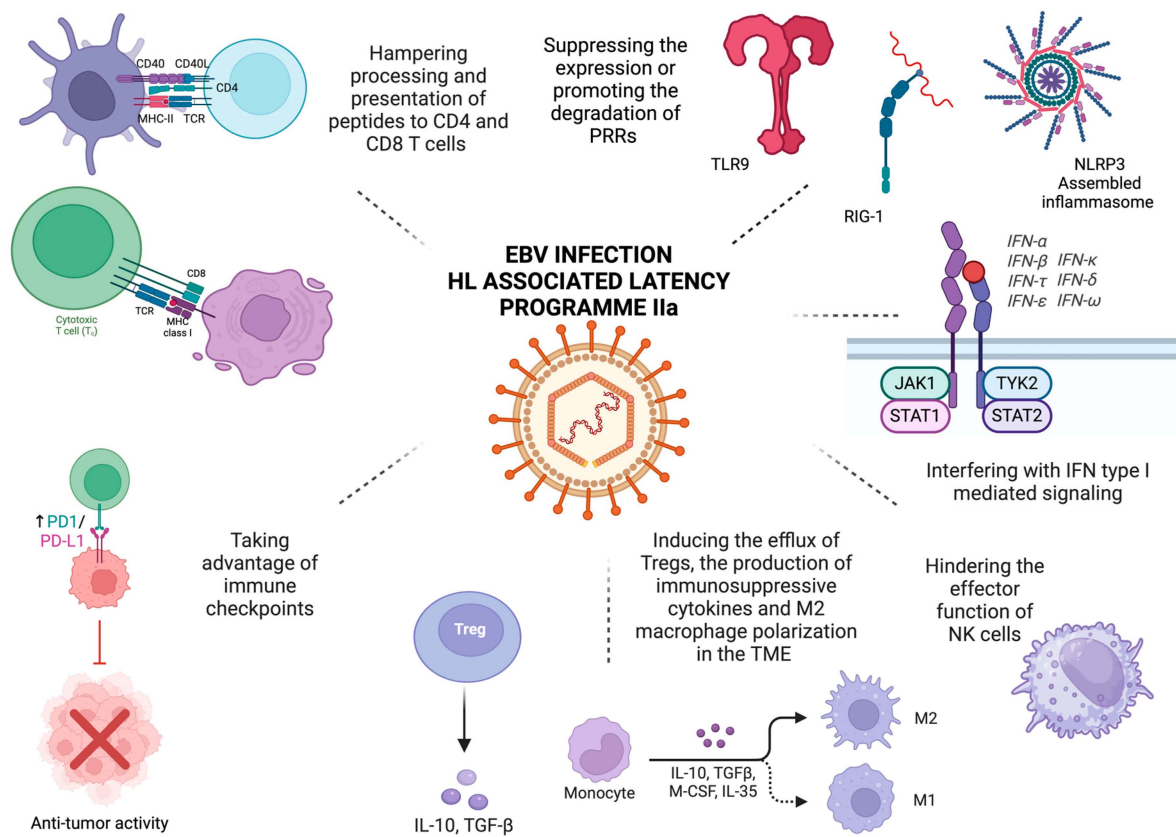 CD40 CD40L
CD4
MHC-II TCR
Hampering
processing and
presentation of
peptides to CD4 and
CD8 T cells
Suppressing the
expression or
promoting the
degradation of
PRRs
TLR9
RIG-1
NLRP3
Assembled
inflammasome
Cytotoxic
T cell (Tc)
CD8
TCR
MHC
class I
EBV INFECTION
HL ASSOCIATED LATENCY
PROGRAMME IIa
IFN-α
IFN-β IFN-κ
IFN-τ IFN-δ
IFN-ε IFN-ω
JAK1 TYK2
STAT1 STAT2
Interfering with IFN type I
mediated signaling
↑PD1/
PD-L1
Anti-tumor activity
Taking
advantage of
immune
checkpoints
Treg
IL-10, TGF-β
Inducing the efflux of
Tregs, the production of
immunosuppressive
cytokines and M2
macrophage polarization
in the TME
Monocyte
IL-10, TGFβ,
M-CSF, IL-35
M2
M1
Hindering the
effector
function of
NK cells